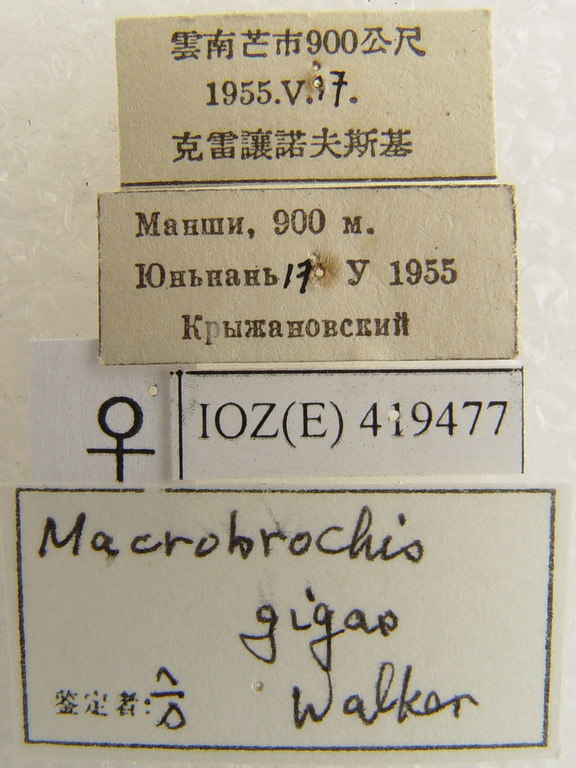 雲南芒市900公尺
1955.V.17.
克雷讓諾夫斯基
Манши, 900 м.
Юньнань 17 У 1955
Крыжановский
♀
IOZ(E) 419477
Macrobrochis
gigas
Walker
鉴定者: